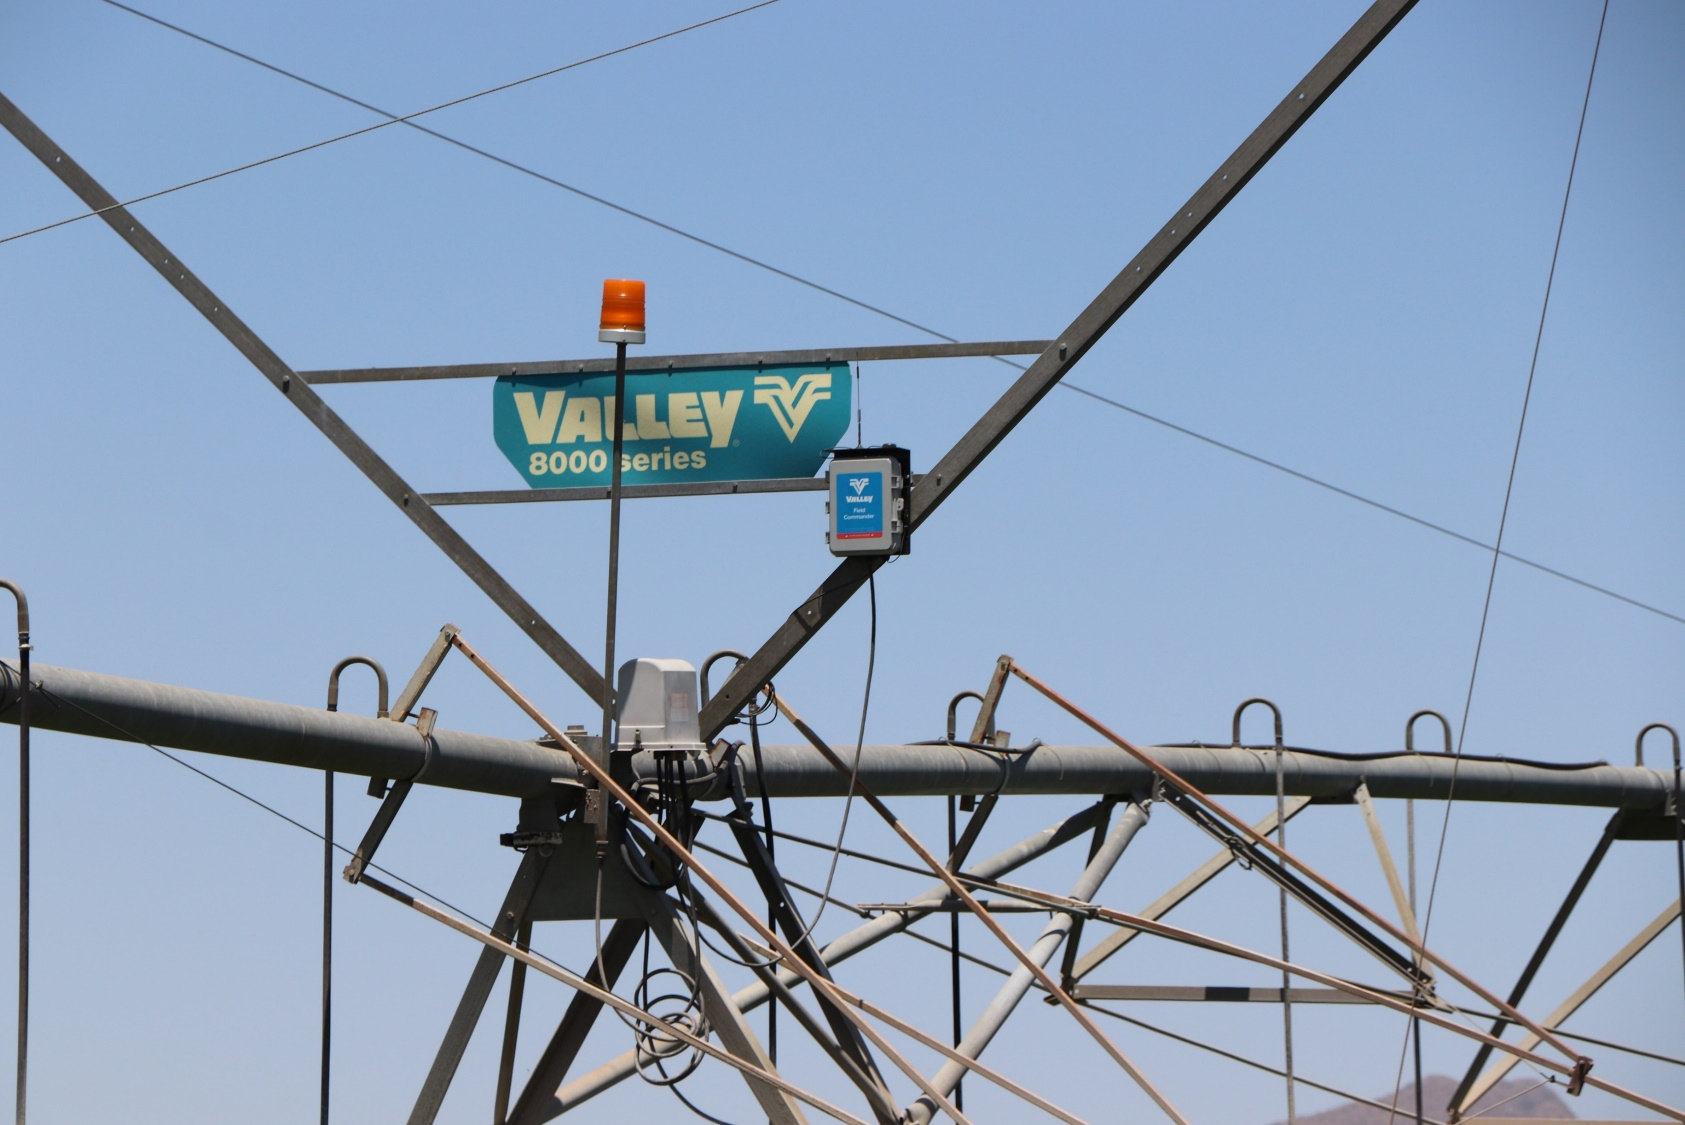 VALLEY
8000 series
VALLEY
Field
Commander